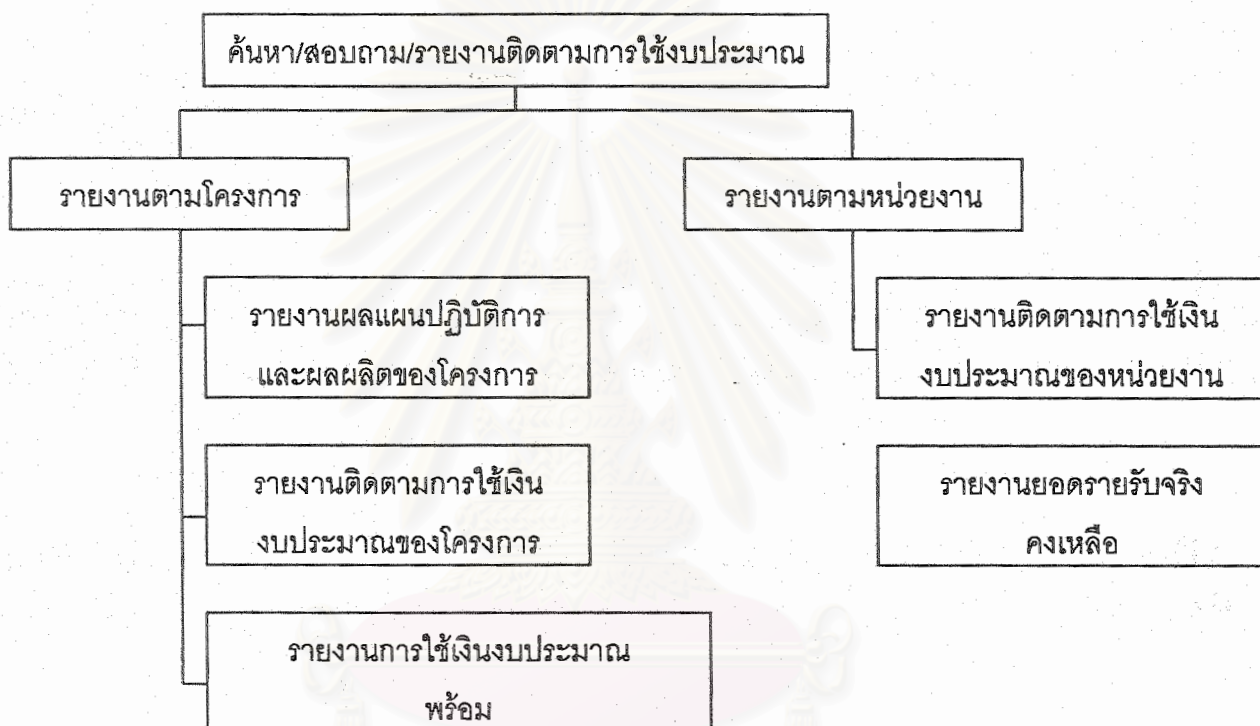 ค้นหา/สอบถาม/รายงานติดตามการใช้งบประมาณ
รายงานตามโครงการ
รายงานตามหน่วยงาน
รายงานผลแผนปฏิบัติการ
และผลผลิตของโครงการ
รายงานติดตามการใช้เงิน
งบประมาณของหน่วยงาน
รายงานติดตามการใช้เงิน
งบประมาณของโครงการ
รายงานยอดรายรับจริง
คงเหลือ
รายงานการใช้เงินงบประมาณ
พร้อม